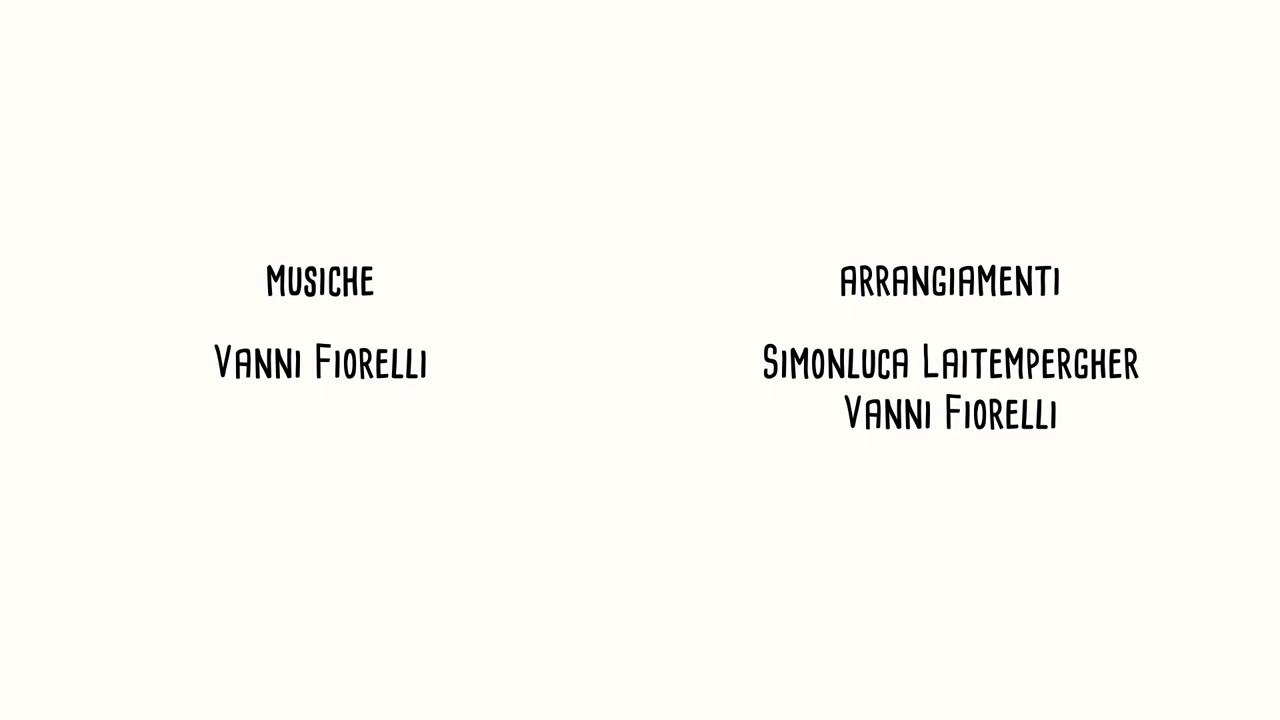 MUSICHE
Vanni Fiorelli
ARRANGIAMENTI
Simonluca Laitempergher
Vanni Fiorelli